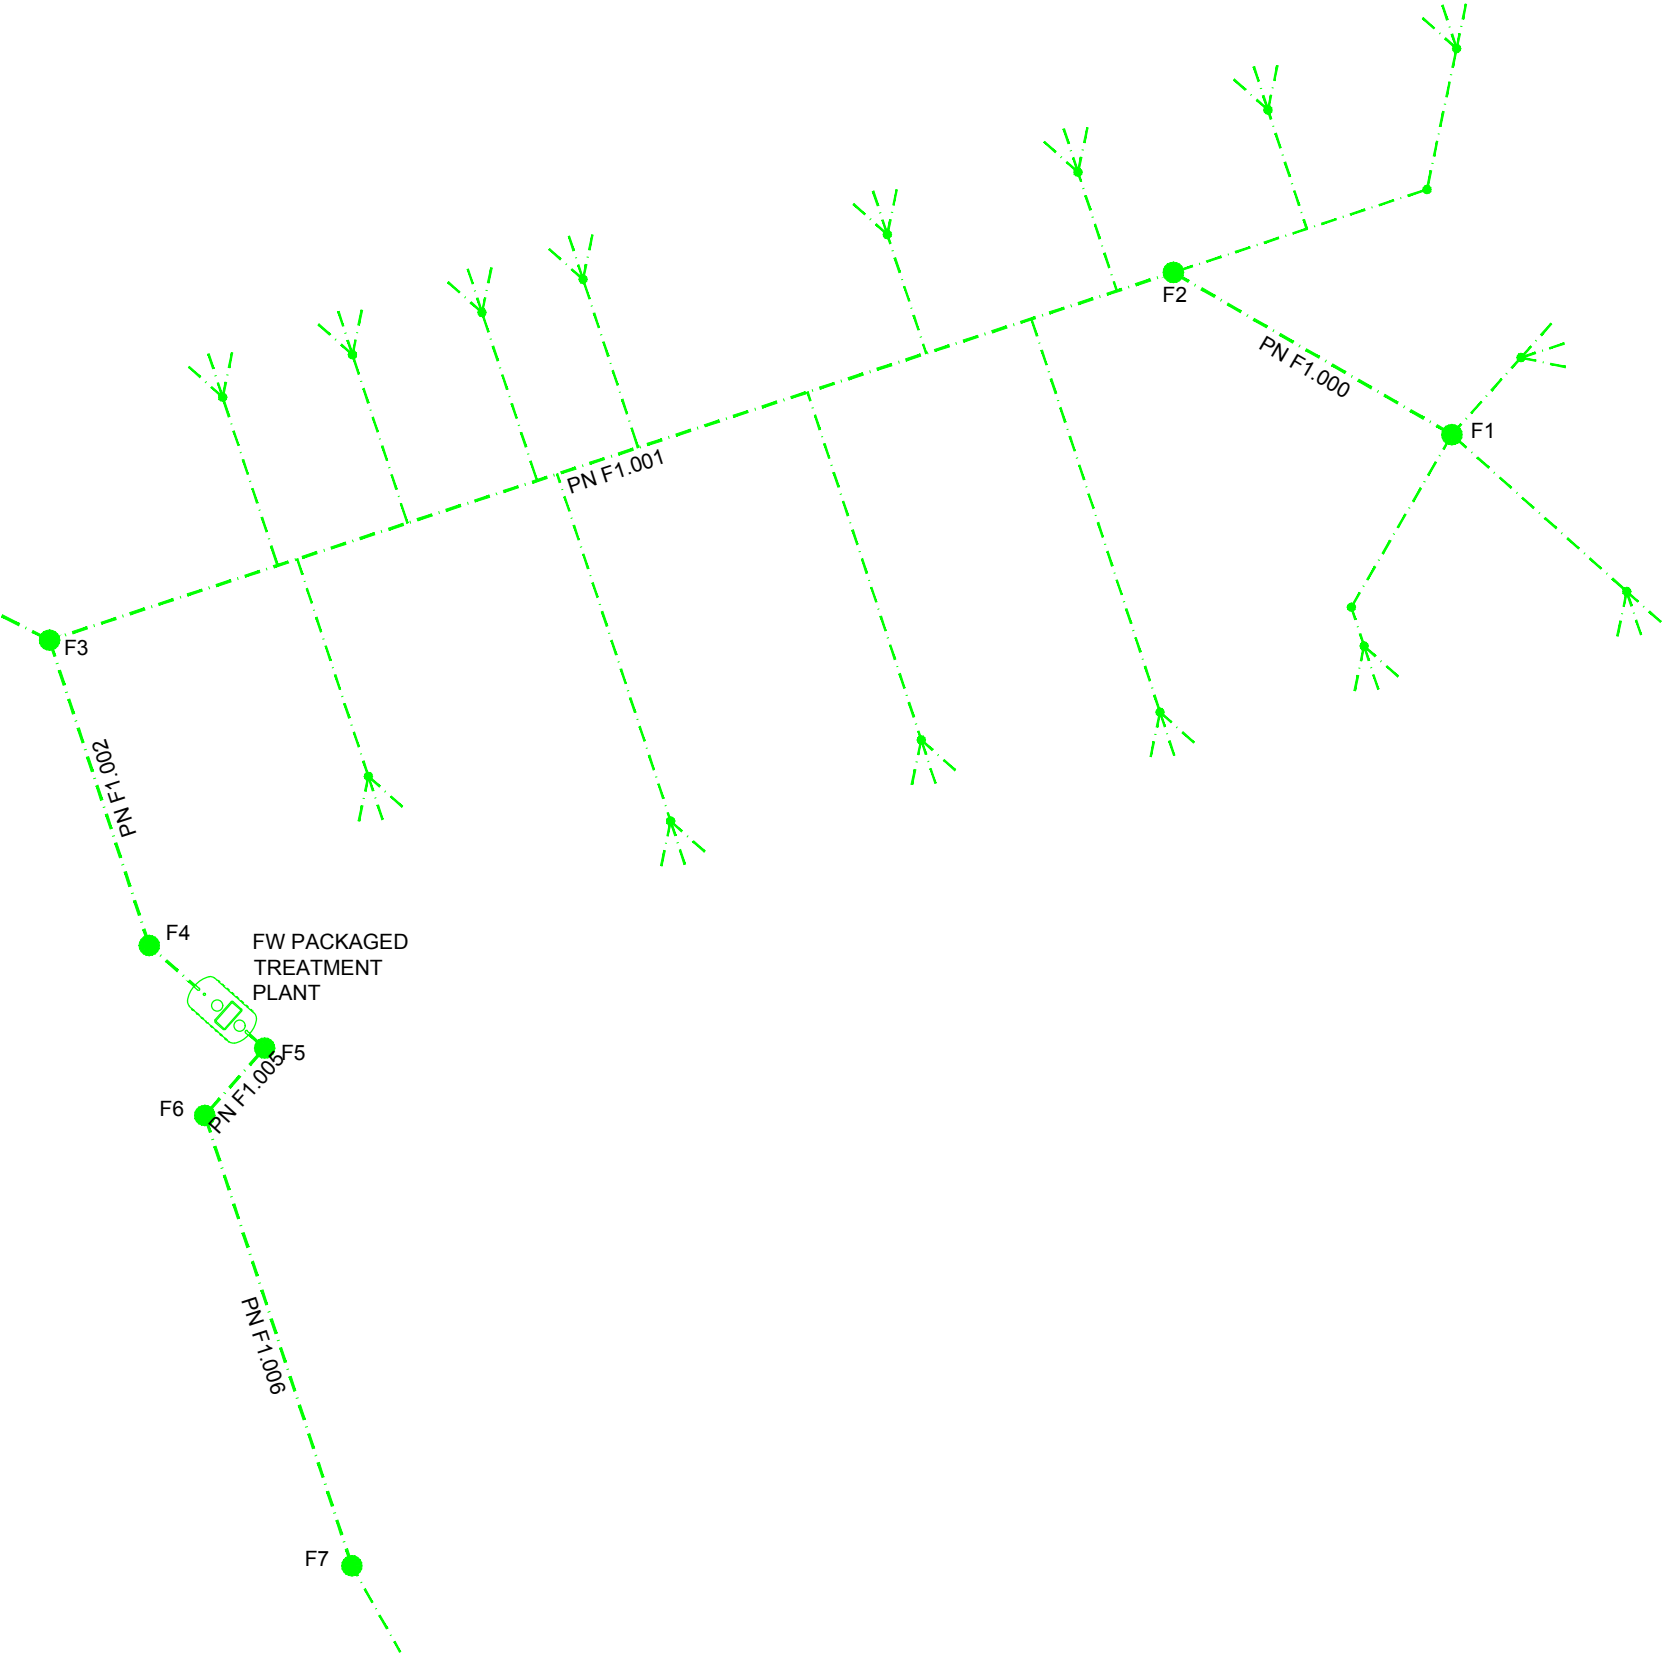 F2
PN F1.000
F1
PN F1.001
F3
PN F1.002
F4
FW PACKAGED
TREATMENT
PLANT
F5
PN F1.005
F6
PN F1.006
F7